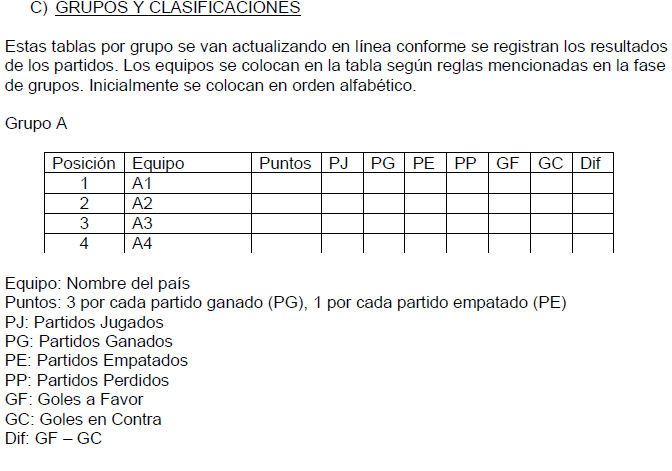 C) GRUPOS Y CLASIFICACIONES
Estas tablas por grupo se van actualizando en línea conforme se registran los resultados
de los partidos. Los equipos se colocan en la tabla según reglas mencionadas en la fase
de grupos. Inicialmente se colocan en orden alfabético.
Grupo A
Posición Equipo Puntos PJ PG PE PP GF GC Dif
1 A1
2 A2
3 A3
4 A4
Equipo: Nombre del país
Puntos: 3 por cada partido ganado (PG), 1 por cada partido empatado (PE)
PJ: Partidos Jugados
PG: Partidos Ganados
PE: Partidos Empatados
PP: Partidos Perdidos
GF: Goles a Favor
GC: Goles en Contra
Dif: GF – GC